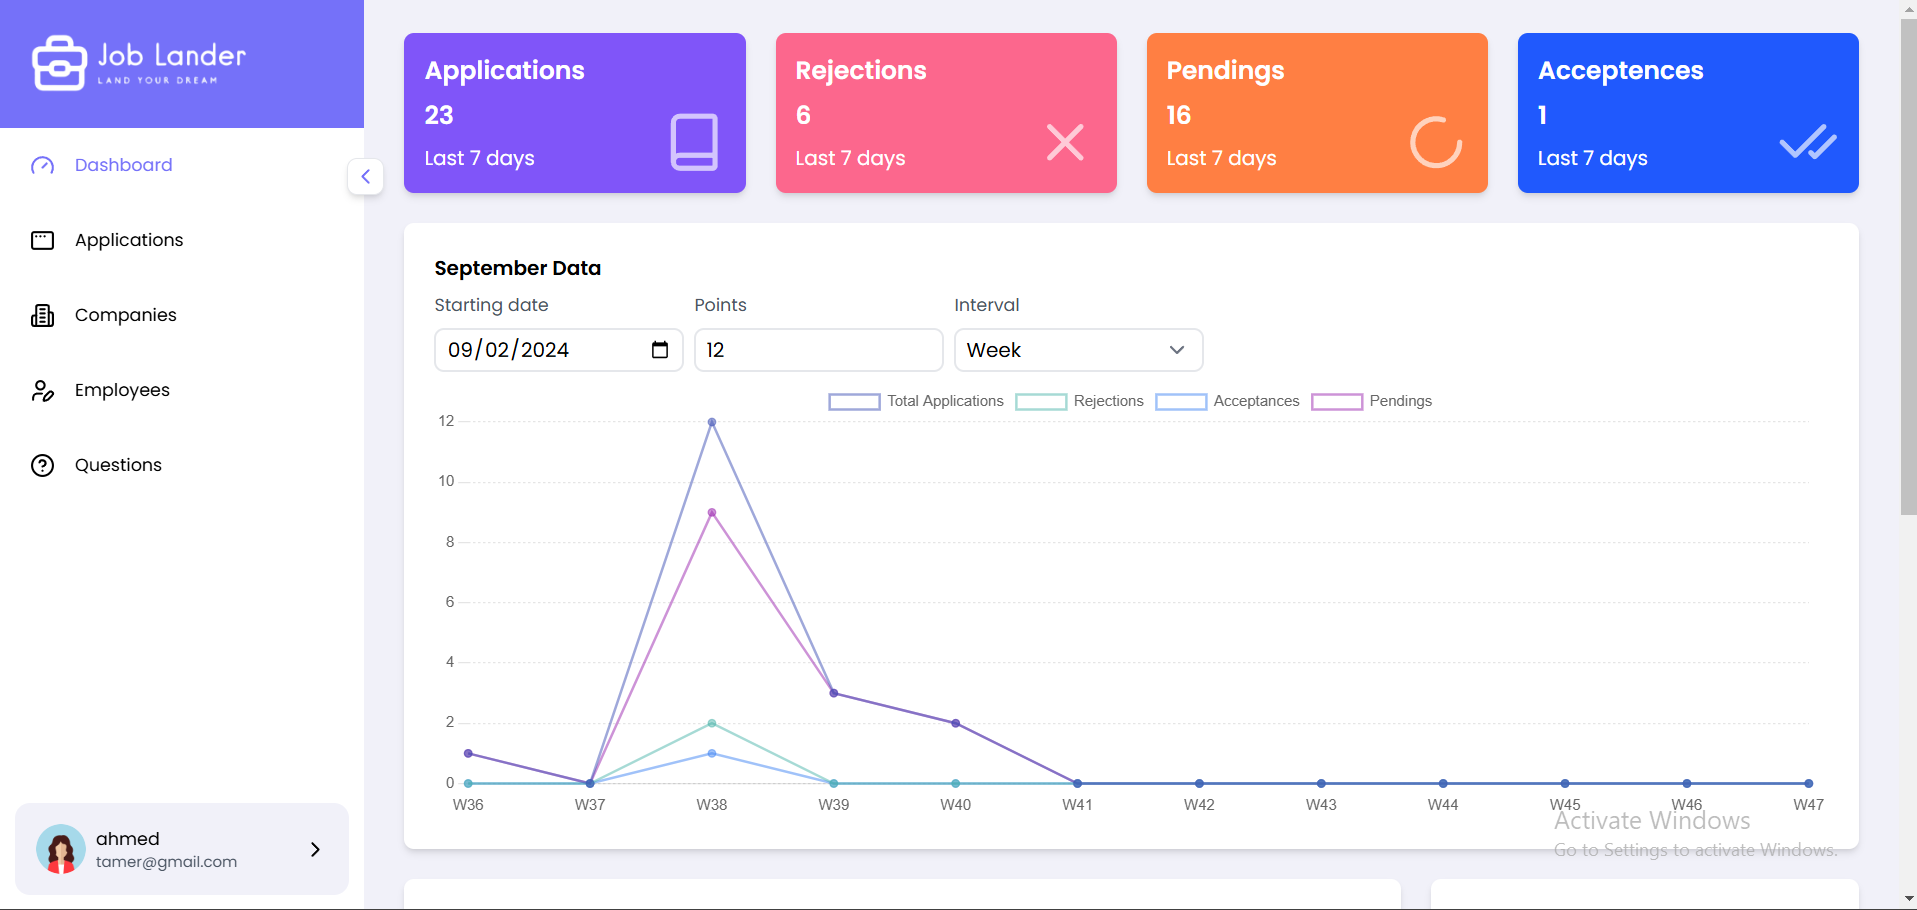 Job Lander
LAND YOUR DREAM
Dashboard
Applications
Companies
Employees
Questions
ahmed
tamer@gmail.com
Applications
23
Last 7 days
Rejections
6
Last 7 days
Pendings
16
Last 7 days
Acceptences
1
Last 7 days
September Data
Starting date
Points
Interval
09/02/2024
12
Week
Total Applications
Rejections
Acceptances
Pendings
12
10
8
6
4
2
0
W36
W37
W38
W39
W40
W41
W42
W43
W44
W45
W46
W47
Activate Windows
Go to Settings to activate Windows.